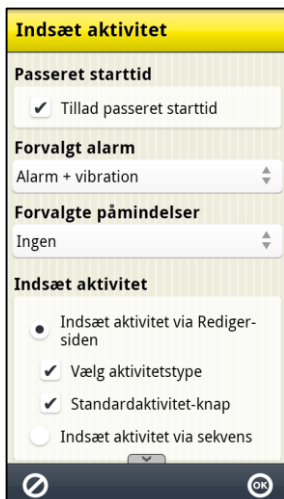 Indsæt aktivitet
Passeret starttid
Tillad passeret starttid
Forvalgt alarm
Alarm + vibration
Forvalgte påmindelser
Ingen
Indsæt aktivitet
Indsæt aktivitet via Rediger-
siden
Vælg aktivitetstype
Standardaktivitet-knap
Indsæt aktivitet via sekvens
OK